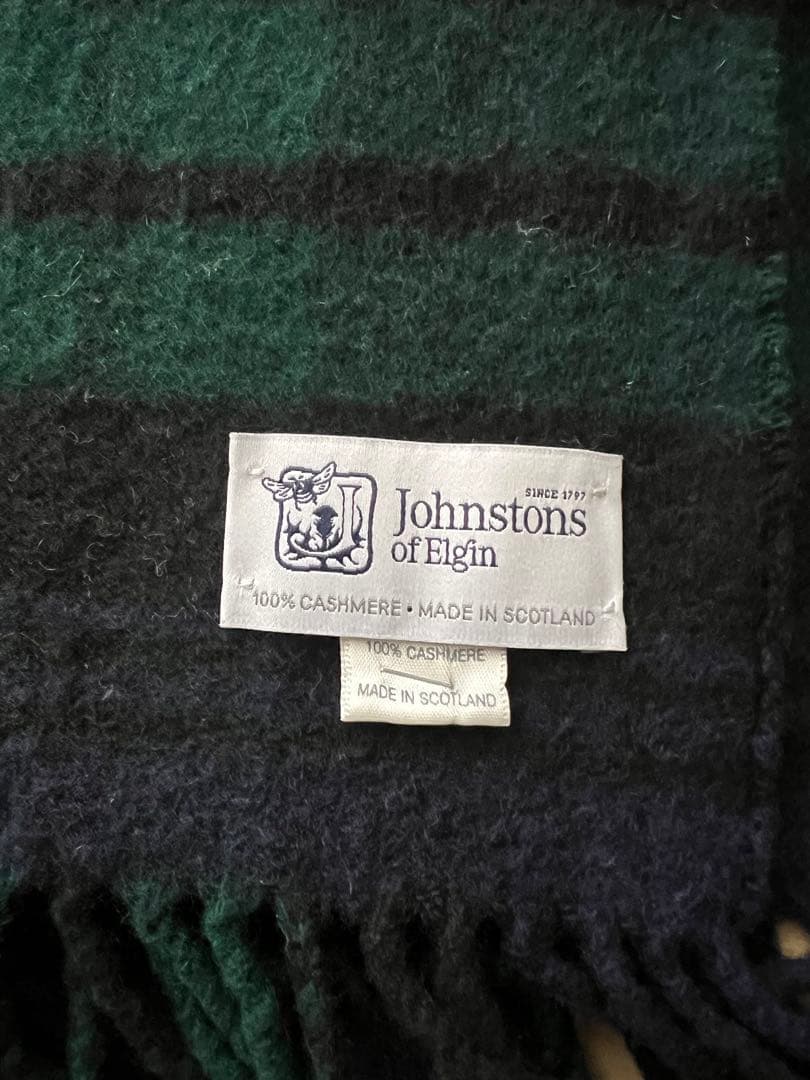 SINCE 1797
Johnstons
of Elgin
100% CASHMERE • MADE IN SCOTLAND
100% CASHMERE
MADE IN SCOTLAND